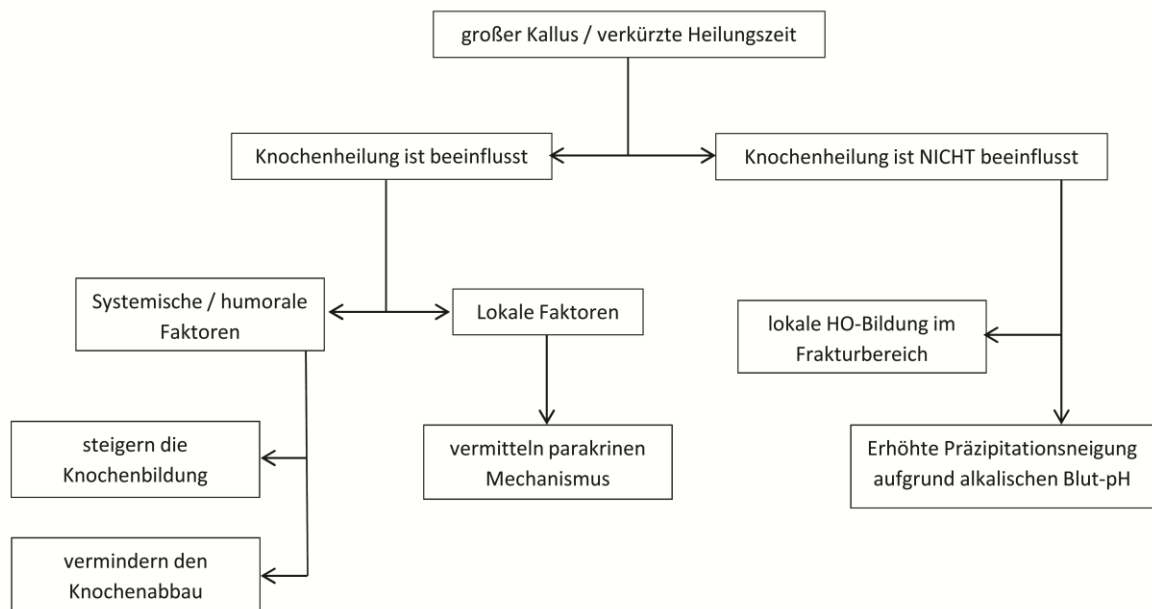 großer Kallus / verkürzte Heilungszeit
Knochenheilung ist beeinflusst
Knochenheilung ist NICHT beeinflusst
Systemische / humorale
Faktoren
Lokale Faktoren
lokale HO-Bildung im
Frakturbereich
steigern die
Knochenbildung
vermitteln parakrinen
Mechanismus
Erhöhte Präzipitationsneigung
aufgrund alkalischen Blut-pH
vermindern den
Knochenabbau